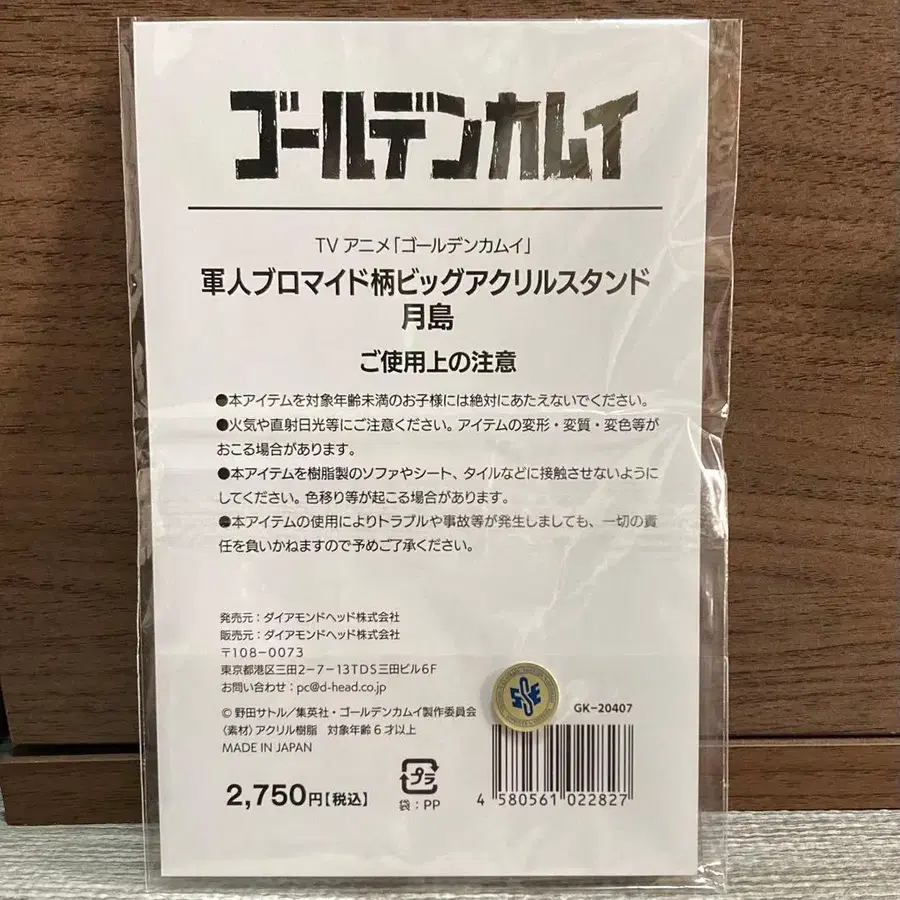 ゴールデンカムイ
TV アニメ「ゴールデンカムイ」
軍人ブロマイド柄ビッグアクリルスタンド
月島
ご使用上の注意
●本アイテムを対象年齢未満のお子様には絶対にあたえないでください。
●火気や直射日光等にご注意ください。アイテムの変形・変質・変色等が
おこる場合があります。
●本アイテムを樹脂製のソファやシート、タイルなどに接触させないように
してください。色移り等が起こる場合があります。
●本アイテムの使用によりトラブルや事故等が発生しましても、一切の責
任を負いかねますので予めご了承ください。
発売元：ダイアモンドヘッド株式会社
販売元：ダイアモンドヘッド株式会社
〒108-0073
東京都港区三田2-7-13TDS三田ビル6F
お問い合わせ：pc@d-head.co.jp
© 野田サトル／集英社・ゴールデンカムイ製作委員会
〈素材〉アクリル樹脂 対象年齢6才以上
MADE IN JAPAN
GK-20407
2,750円【税込】
プラ
袋：PP
4 580561 022827